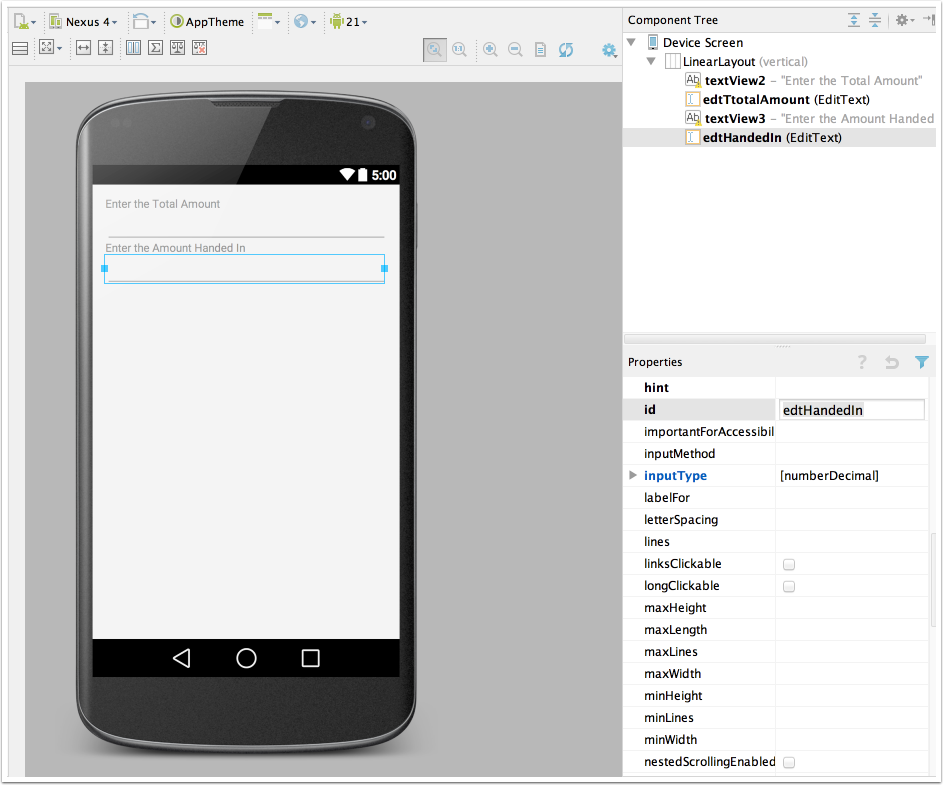 Nexus 4 AppTheme 21
5:00
Enter the Total Amount
Enter the Amount Handed In
Component Tree
Device Screen
LinearLayout (vertical)
Ab textView2 – "Enter the Total Amount"
edtTtotalAmount (EditText)
Ab textView3 – "Enter the Amount Handed
edtHandedIn (EditText)
Properties ?
hint
id edtHandedIn
importantForAccessibil
inputMethod
inputType [numberDecimal]
labelFor
letterSpacing
lines
linksClickable
longClickable
maxHeight
maxLength
maxLines
maxWidth
minHeight
minLines
minWidth
nestedScrollingEnabled